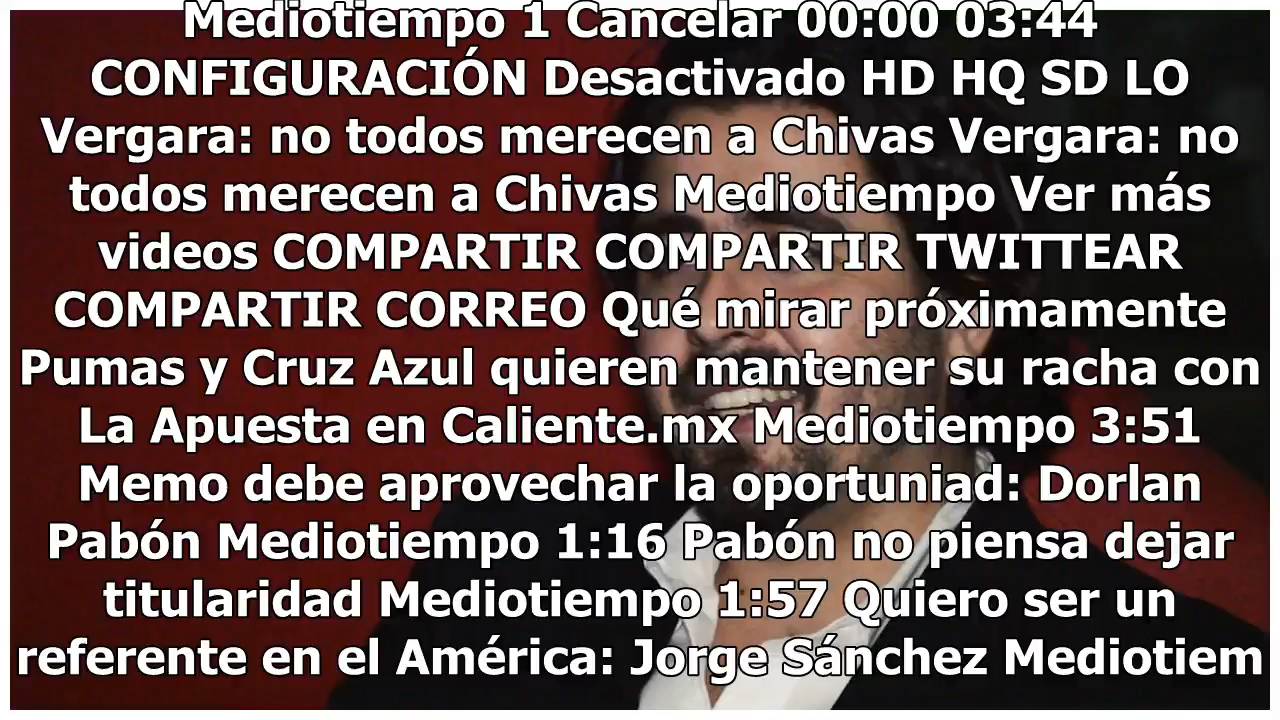 Mediotiempo 1 Cancelar 00:00 03:44
CONFIGURACIÓN Desactivado HD HQ SD LO
Vergara: no todos merecen a Chivas Vergara: no
todos merecen a Chivas Mediotiempo Ver más
videos COMPARTIR COMPARTIR TWITTEAR
COMPARTIR CORREO Qué mirar próximamente
Pumas y Cruz Azul quieren mantener su racha con
La Apuesta en Caliente.mx Mediotiempo 3:51
Memo debe aprovechar la oportuniad: Dorlan
Pabón Mediotiempo 1:16 Pabón no piensa dejar
titularidad Mediotiempo 1:57 Quiero ser un
referente en el América: Jorge Sánchez Mediotiem